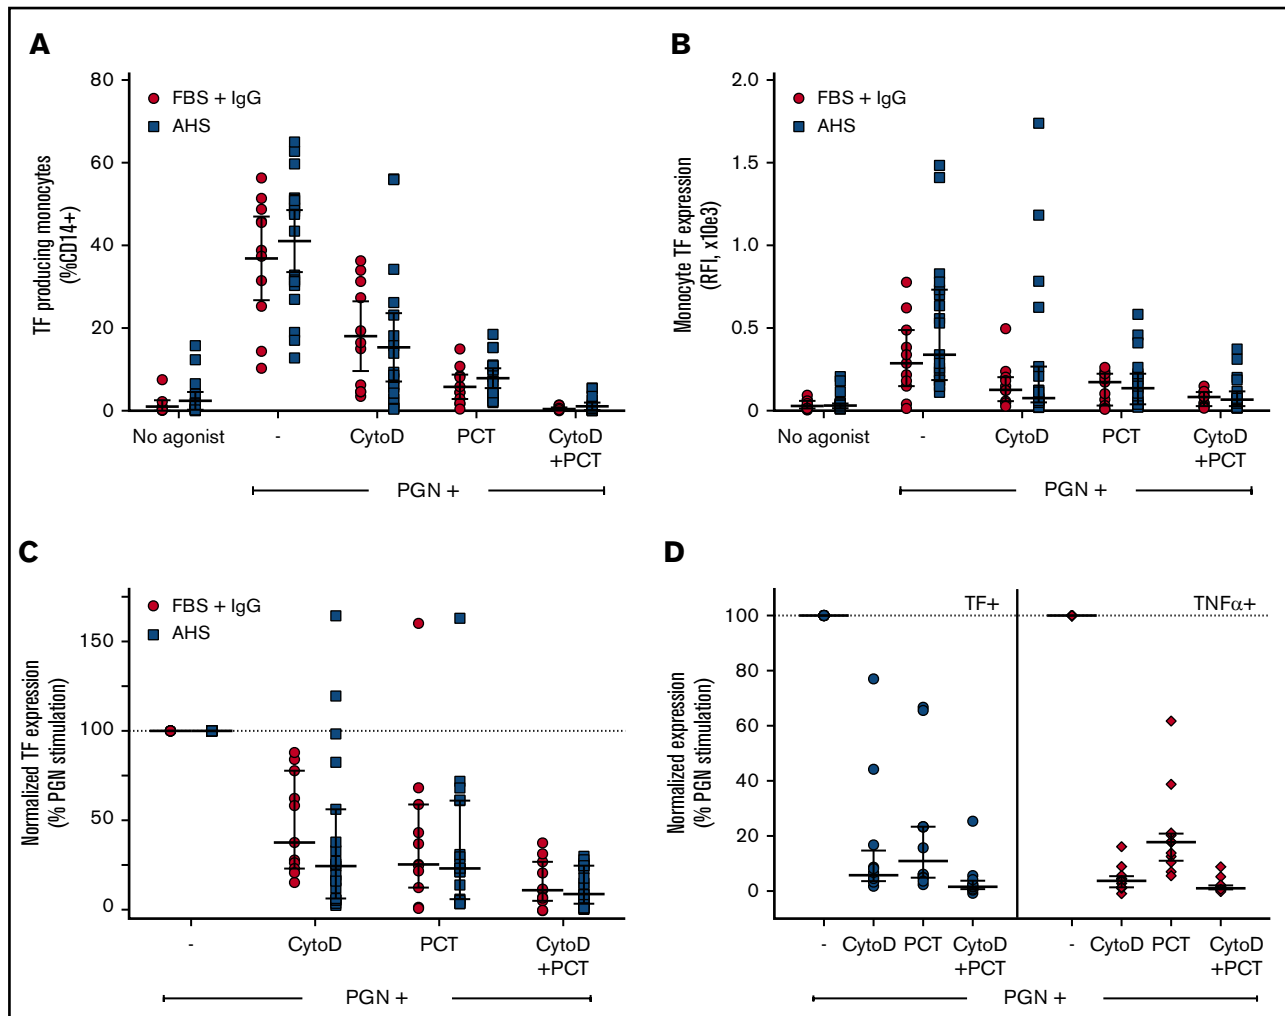 A
TF producing monocytes
(%CD14+)
80
60
40
20
0
FBS + IgG
AHS
No agonist
-
CytoD
PCT
CytoD
+PCT
PGN +
B
Monocyte TF expression
(RFI, x10e3)
2.0
1.5
1.0
0.5
0
FBS + IgG
AHS
No agonist
-
CytoD
PCT
CytoD
+PCT
PGN +
C
Normalized TF expression
(% PGN stimulation)
150
100
50
0
FBS + IgG
AHS
-
CytoD
PCT
CytoD
+PCT
PGN +
D
Normalized expression
(% PGN stimulation)
100
80
60
40
20
0
TF+
TNFα+
-
CytoD
PCT
CytoD
+PCT
-
CytoD
PCT
CytoD
+PCT
PGN +